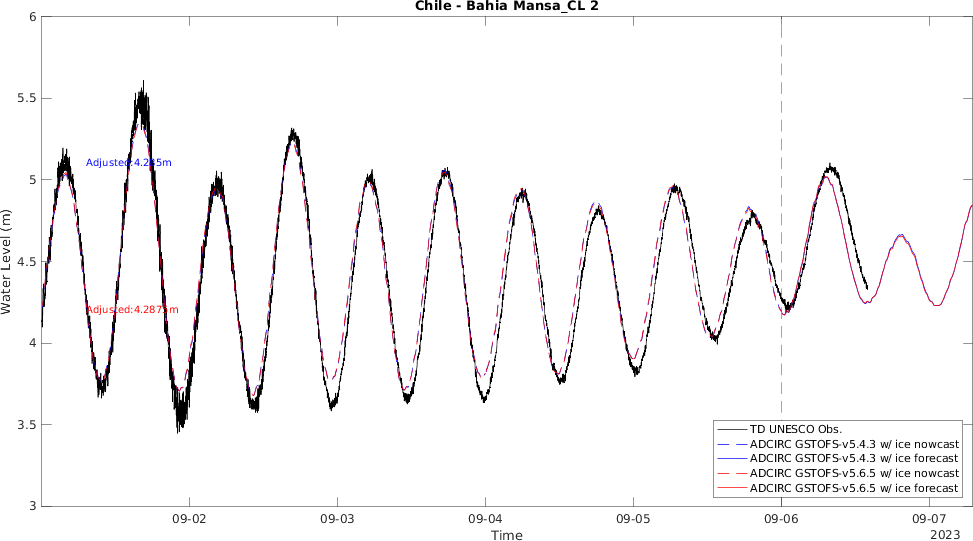 Chile - Bahia Mansa_CL 2
6
5.5
5
4.5
4
3.5
3
Water Level (m)
Adjusted:4.285m
Adjusted:4.2875m
TD UNESCO Obs.
ADCIRC GSTOFS-v5.4.3 w/ ice nowcast
ADCIRC GSTOFS-v5.4.3 w/ ice forecast
ADCIRC GSTOFS-v5.6.5 w/ ice nowcast
ADCIRC GSTOFS-v5.6.5 w/ ice forecast
09-02 09-03 09-04 09-05 09-06 09-07
Time
2023